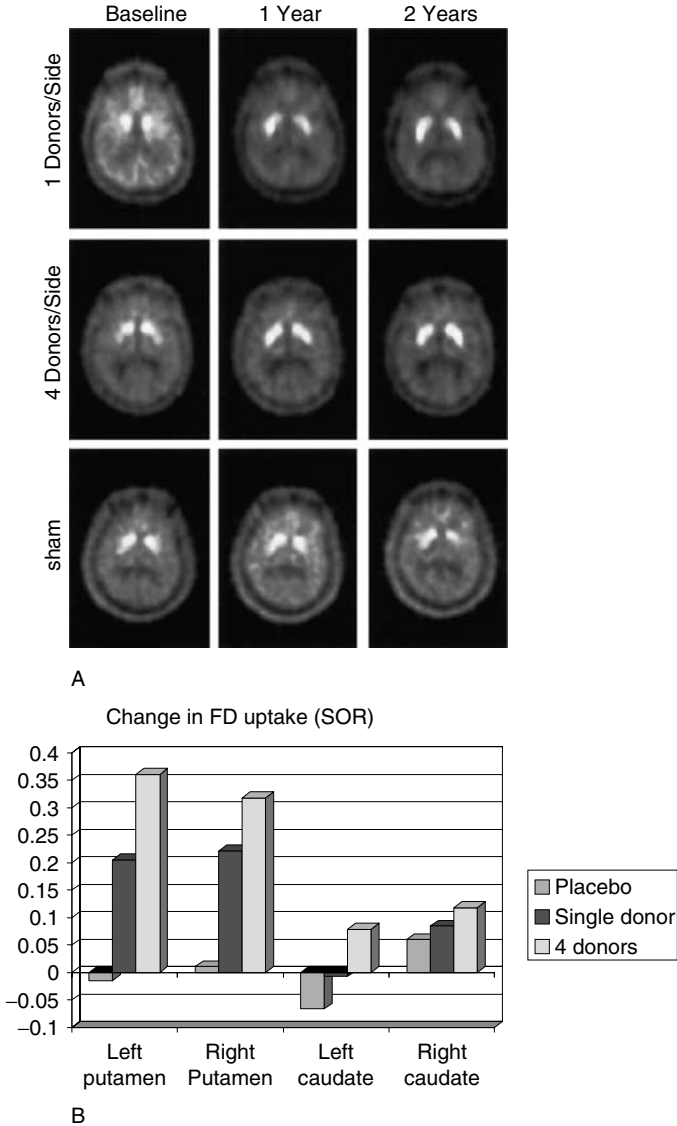 Baseline 1 Year 2 Years
1 Donors/Side
4 Donors/Side
sham
A
Change in FD uptake (SOR)
0.4
0.35
0.3
0.25
0.2
0.15
0.1
0.05
0
−0.05
−0.1
Left
putamen
Right
Putamen
Left
caudate
Right
caudate
Placebo
Single donor
4 donors
B